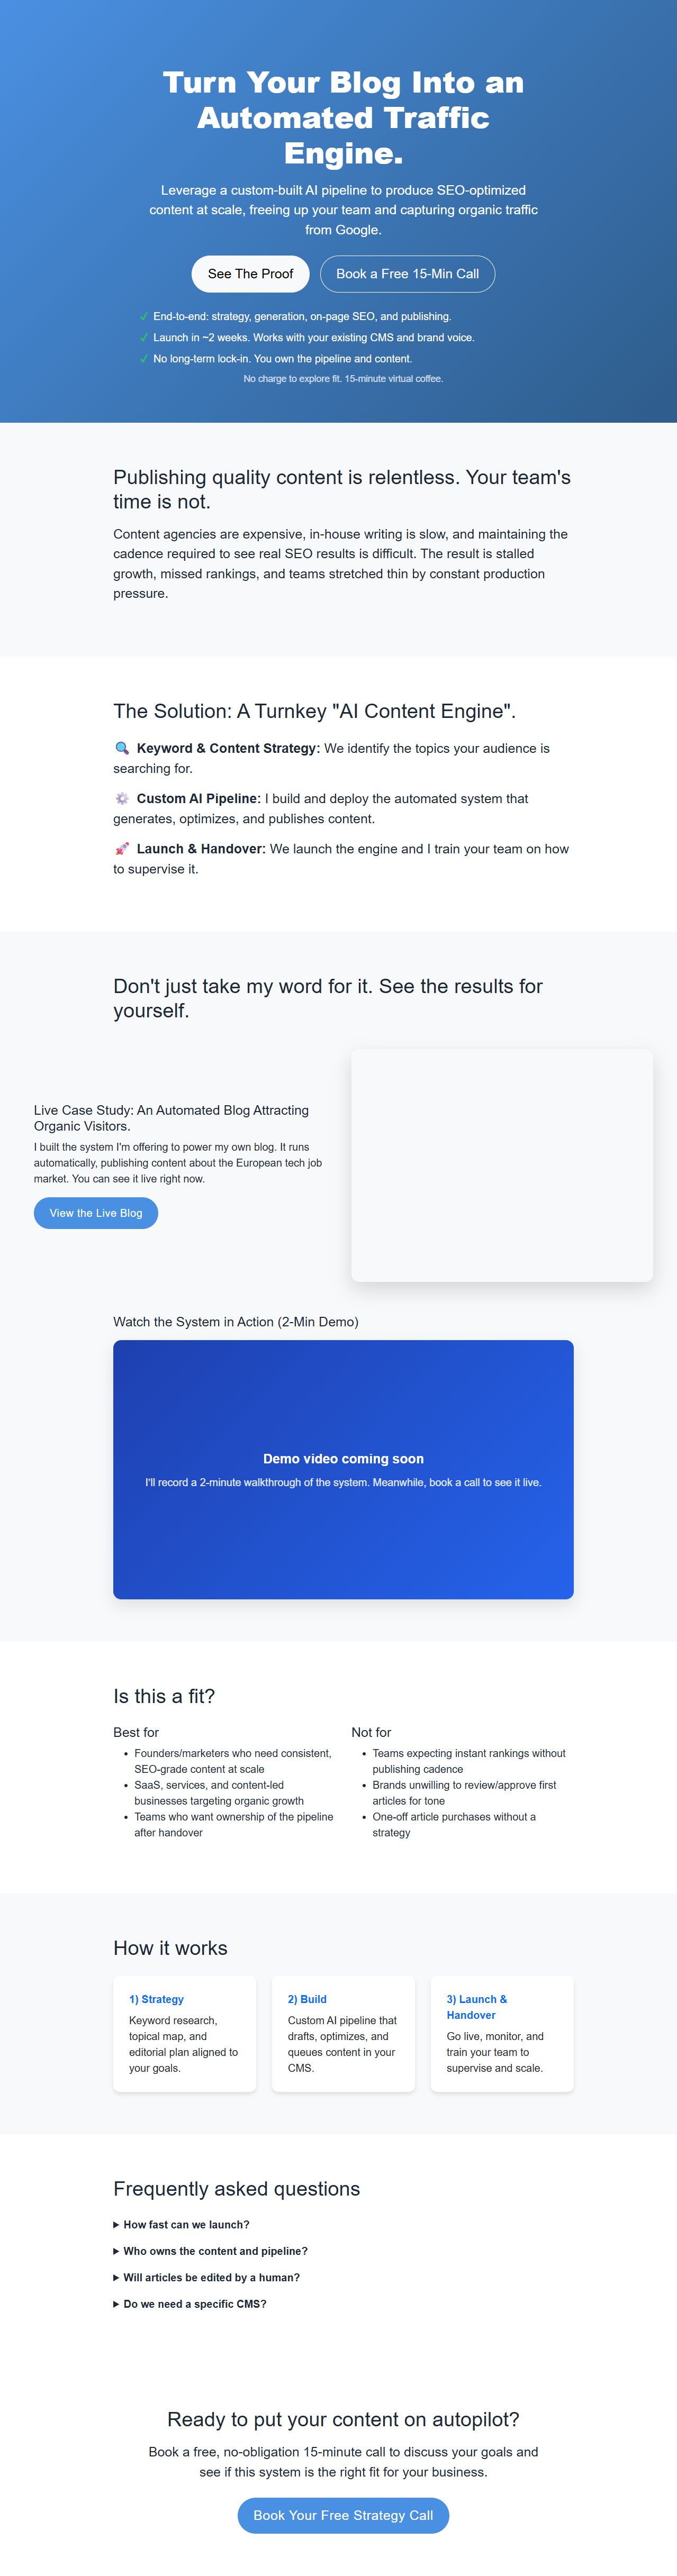 Turn Your Blog Into an
Automated Traffic
Engine.
Leverage a custom-built AI pipeline to produce SEO-optimized
content at scale, freeing up your team and capturing organic traffic
from Google.
See The Proof
Book a Free 15-Min Call
✓ End-to-end: strategy, generation, on-page SEO, and publishing.
✓ Launch in ~2 weeks. Works with your existing CMS and brand voice.
✓ No long-term lock-in. You own the pipeline and content.
No charge to explore fit. 15-minute virtual coffee.
Publishing quality content is relentless. Your team's
time is not.
Content agencies are expensive, in-house writing is slow, and maintaining the
cadence required to see real SEO results is difficult. The result is stalled
growth, missed rankings, and teams stretched thin by constant production
pressure.
The Solution: A Turnkey "AI Content Engine".
🔍 Keyword & Content Strategy: We identify the topics your audience is
searching for.
⚙️ Custom AI Pipeline: I build and deploy the automated system that
generates, optimizes, and publishes content.
🚀 Launch & Handover: We launch the engine and I train your team on how
to supervise it.
Don't just take my word for it. See the results for
yourself.
Live Case Study: An Automated Blog Attracting
Organic Visitors.
I built the system I'm offering to power my own blog. It runs
automatically, publishing content about the European tech job
market. You can see it live right now.
View the Live Blog
Watch the System in Action (2-Min Demo)
Demo video coming soon
I'll record a 2-minute walkthrough of the system. Meanwhile, book a call to see it live.
Is this a fit?
Best for
• Founders/marketers who need consistent,
SEO-grade content at scale
• SaaS, services, and content-led
businesses targeting organic growth
• Teams who want ownership of the pipeline
after handover
Not for
• Teams expecting instant rankings without
publishing cadence
• Brands unwilling to review/approve first
articles for tone
• One-off article purchases without a
strategy
How it works
1) Strategy
Keyword research,
topical map, and
editorial plan aligned to
your goals.
2) Build
Custom AI pipeline that
drafts, optimizes, and
queues content in your
CMS.
3) Launch &
Handover
Go live, monitor, and
train your team to
supervise and scale.
Frequently asked questions
▶ How fast can we launch?
▶ Who owns the content and pipeline?
▶ Will articles be edited by a human?
▶ Do we need a specific CMS?
Ready to put your content on autopilot?
Book a free, no-obligation 15-minute call to discuss your goals and
see if this system is the right fit for your business.
Book Your Free Strategy Call